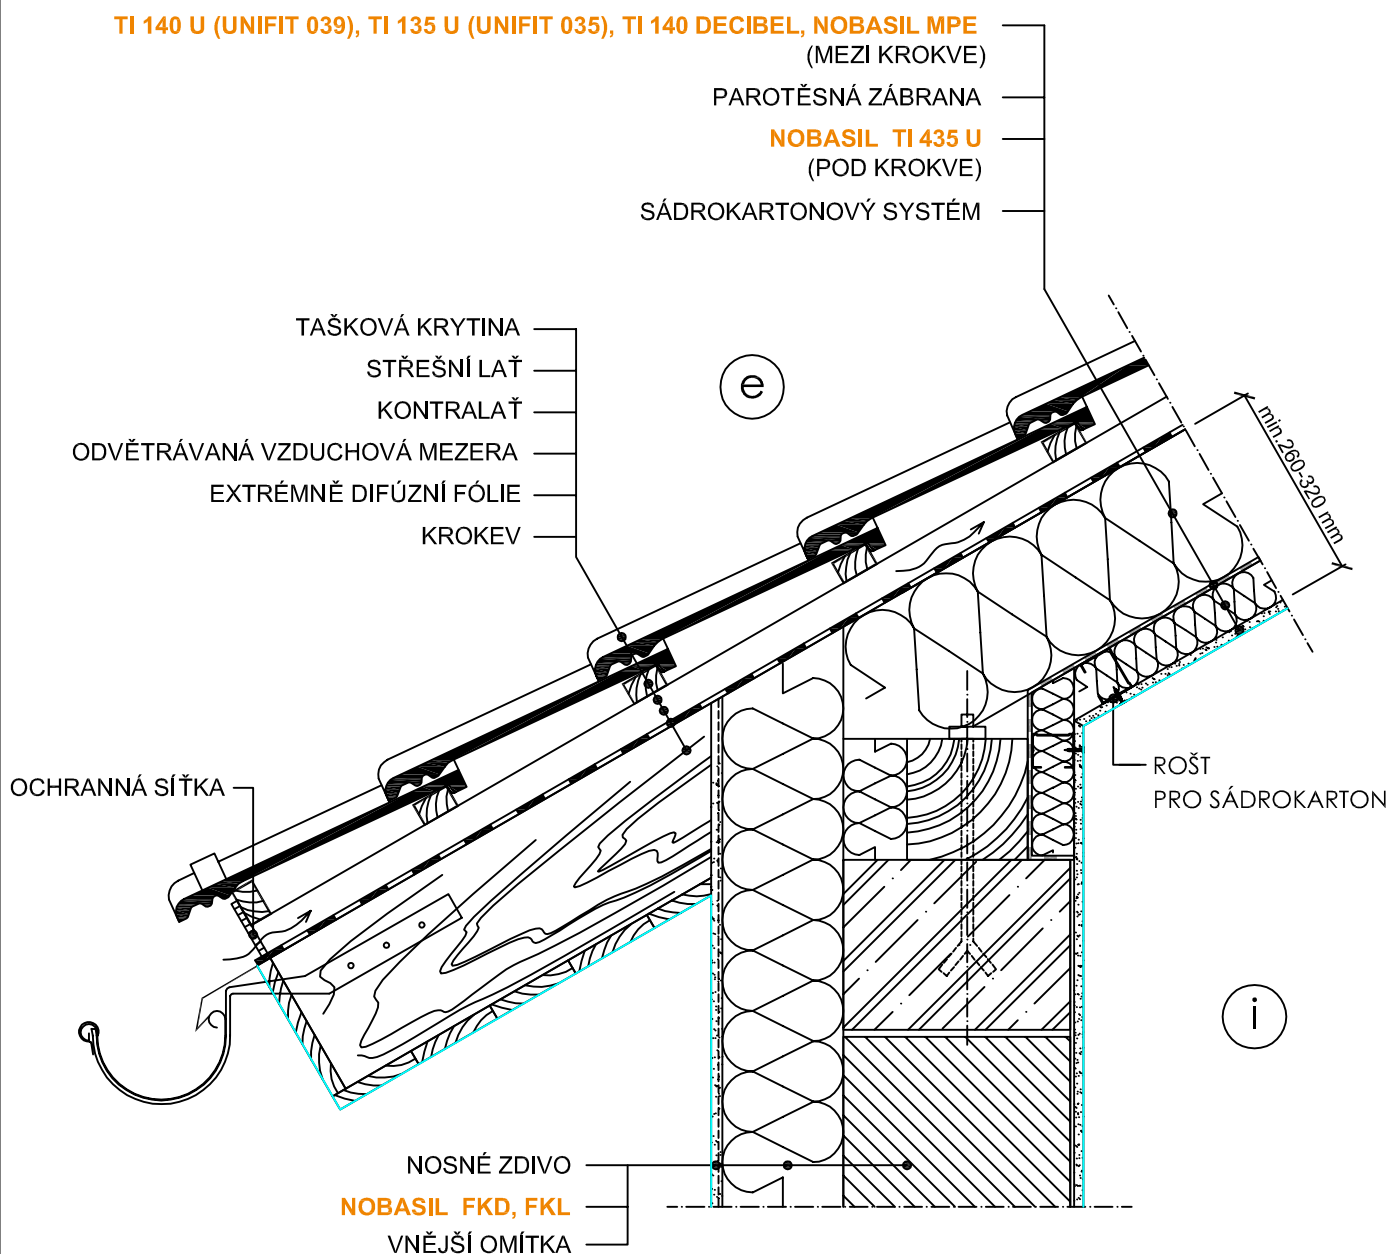 TI 140 U (UNIFIT 039), TI 135 U (UNIFIT 035), TI 140 DECIBEL, NOBASIL MPE
(MEZI KROKVE)
PAROTĚSNÁ ZÁBRANA
NOBASIL TI 435 U
(POD KROKVE)
SÁDROKARTONOVÝ SYSTÉM
TAŠKOVÁ KRYTINA
STŘEŠNÍ LAŤ
KONTRALAŤ
ODVĚTRÁVANÁ VZDUCHOVÁ MEZERA
EXTRÉMNĚ DIFÚZNÍ FÓLIE
KROKEV
e
min.260-320 mm
OCHRANNÁ SÍŤKA
ROŠT
PRO SÁDROKARTON
i
NOSNÉ ZDIVO
NOBASIL FKD, FKL
VNĚJŠÍ OMÍTKA